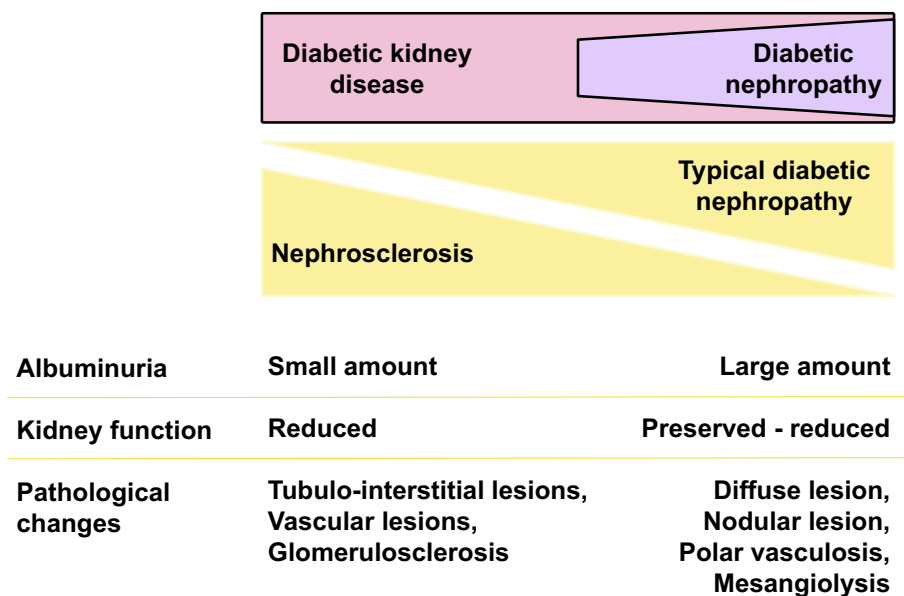 Diabetic kidney
disease
Diabetic
nephropathy
Typical diabetic
nephropathy
Nephrosclerosis
Albuminuria
Small amount
Large amount
Kidney function
Reduced
Preserved - reduced
Pathological
changes
Tubulo-interstitial lesions,
Vascular lesions,
Glomerulosclerosis
Diffuse lesion,
Nodular lesion,
Polar vasculosis,
Mesangiolysis